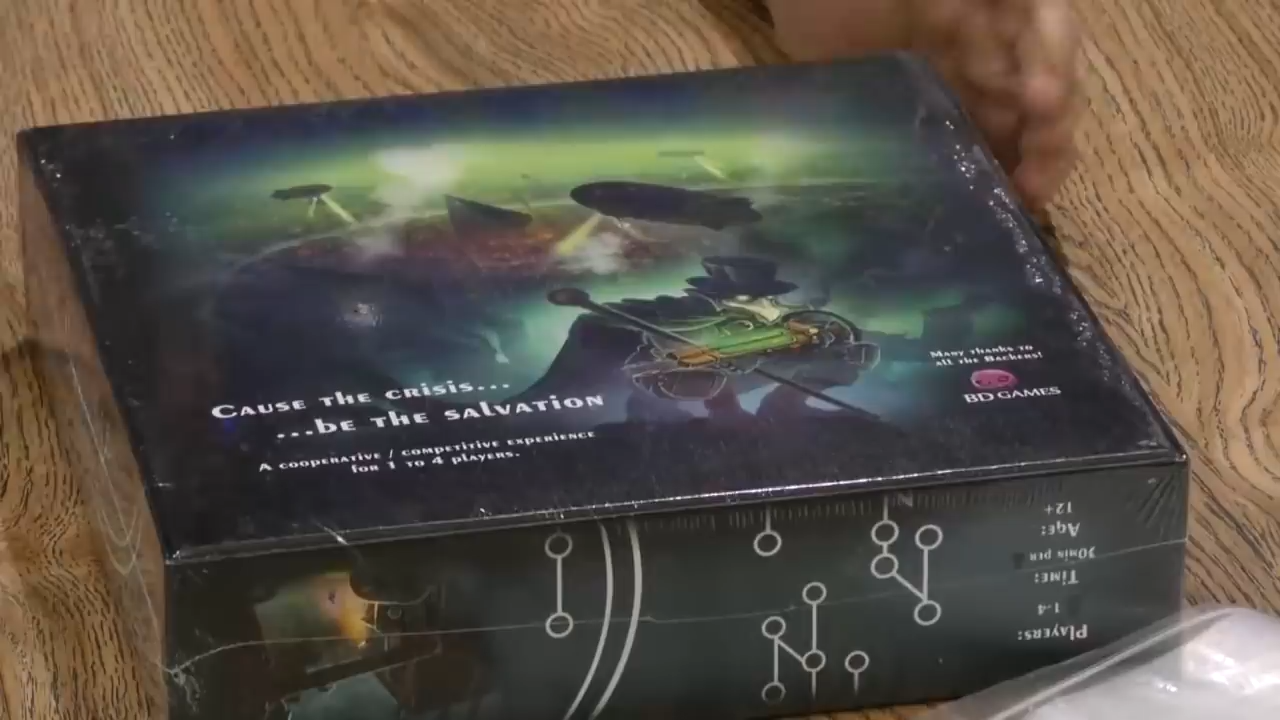 Cause the crisis...
...be the salvation
A cooperative / competitive experience
for 1 to 4 players.
Many thanks to
all the Backers!
BD GAMES
Players:
1-4
Time:
30min per
Age:
12+